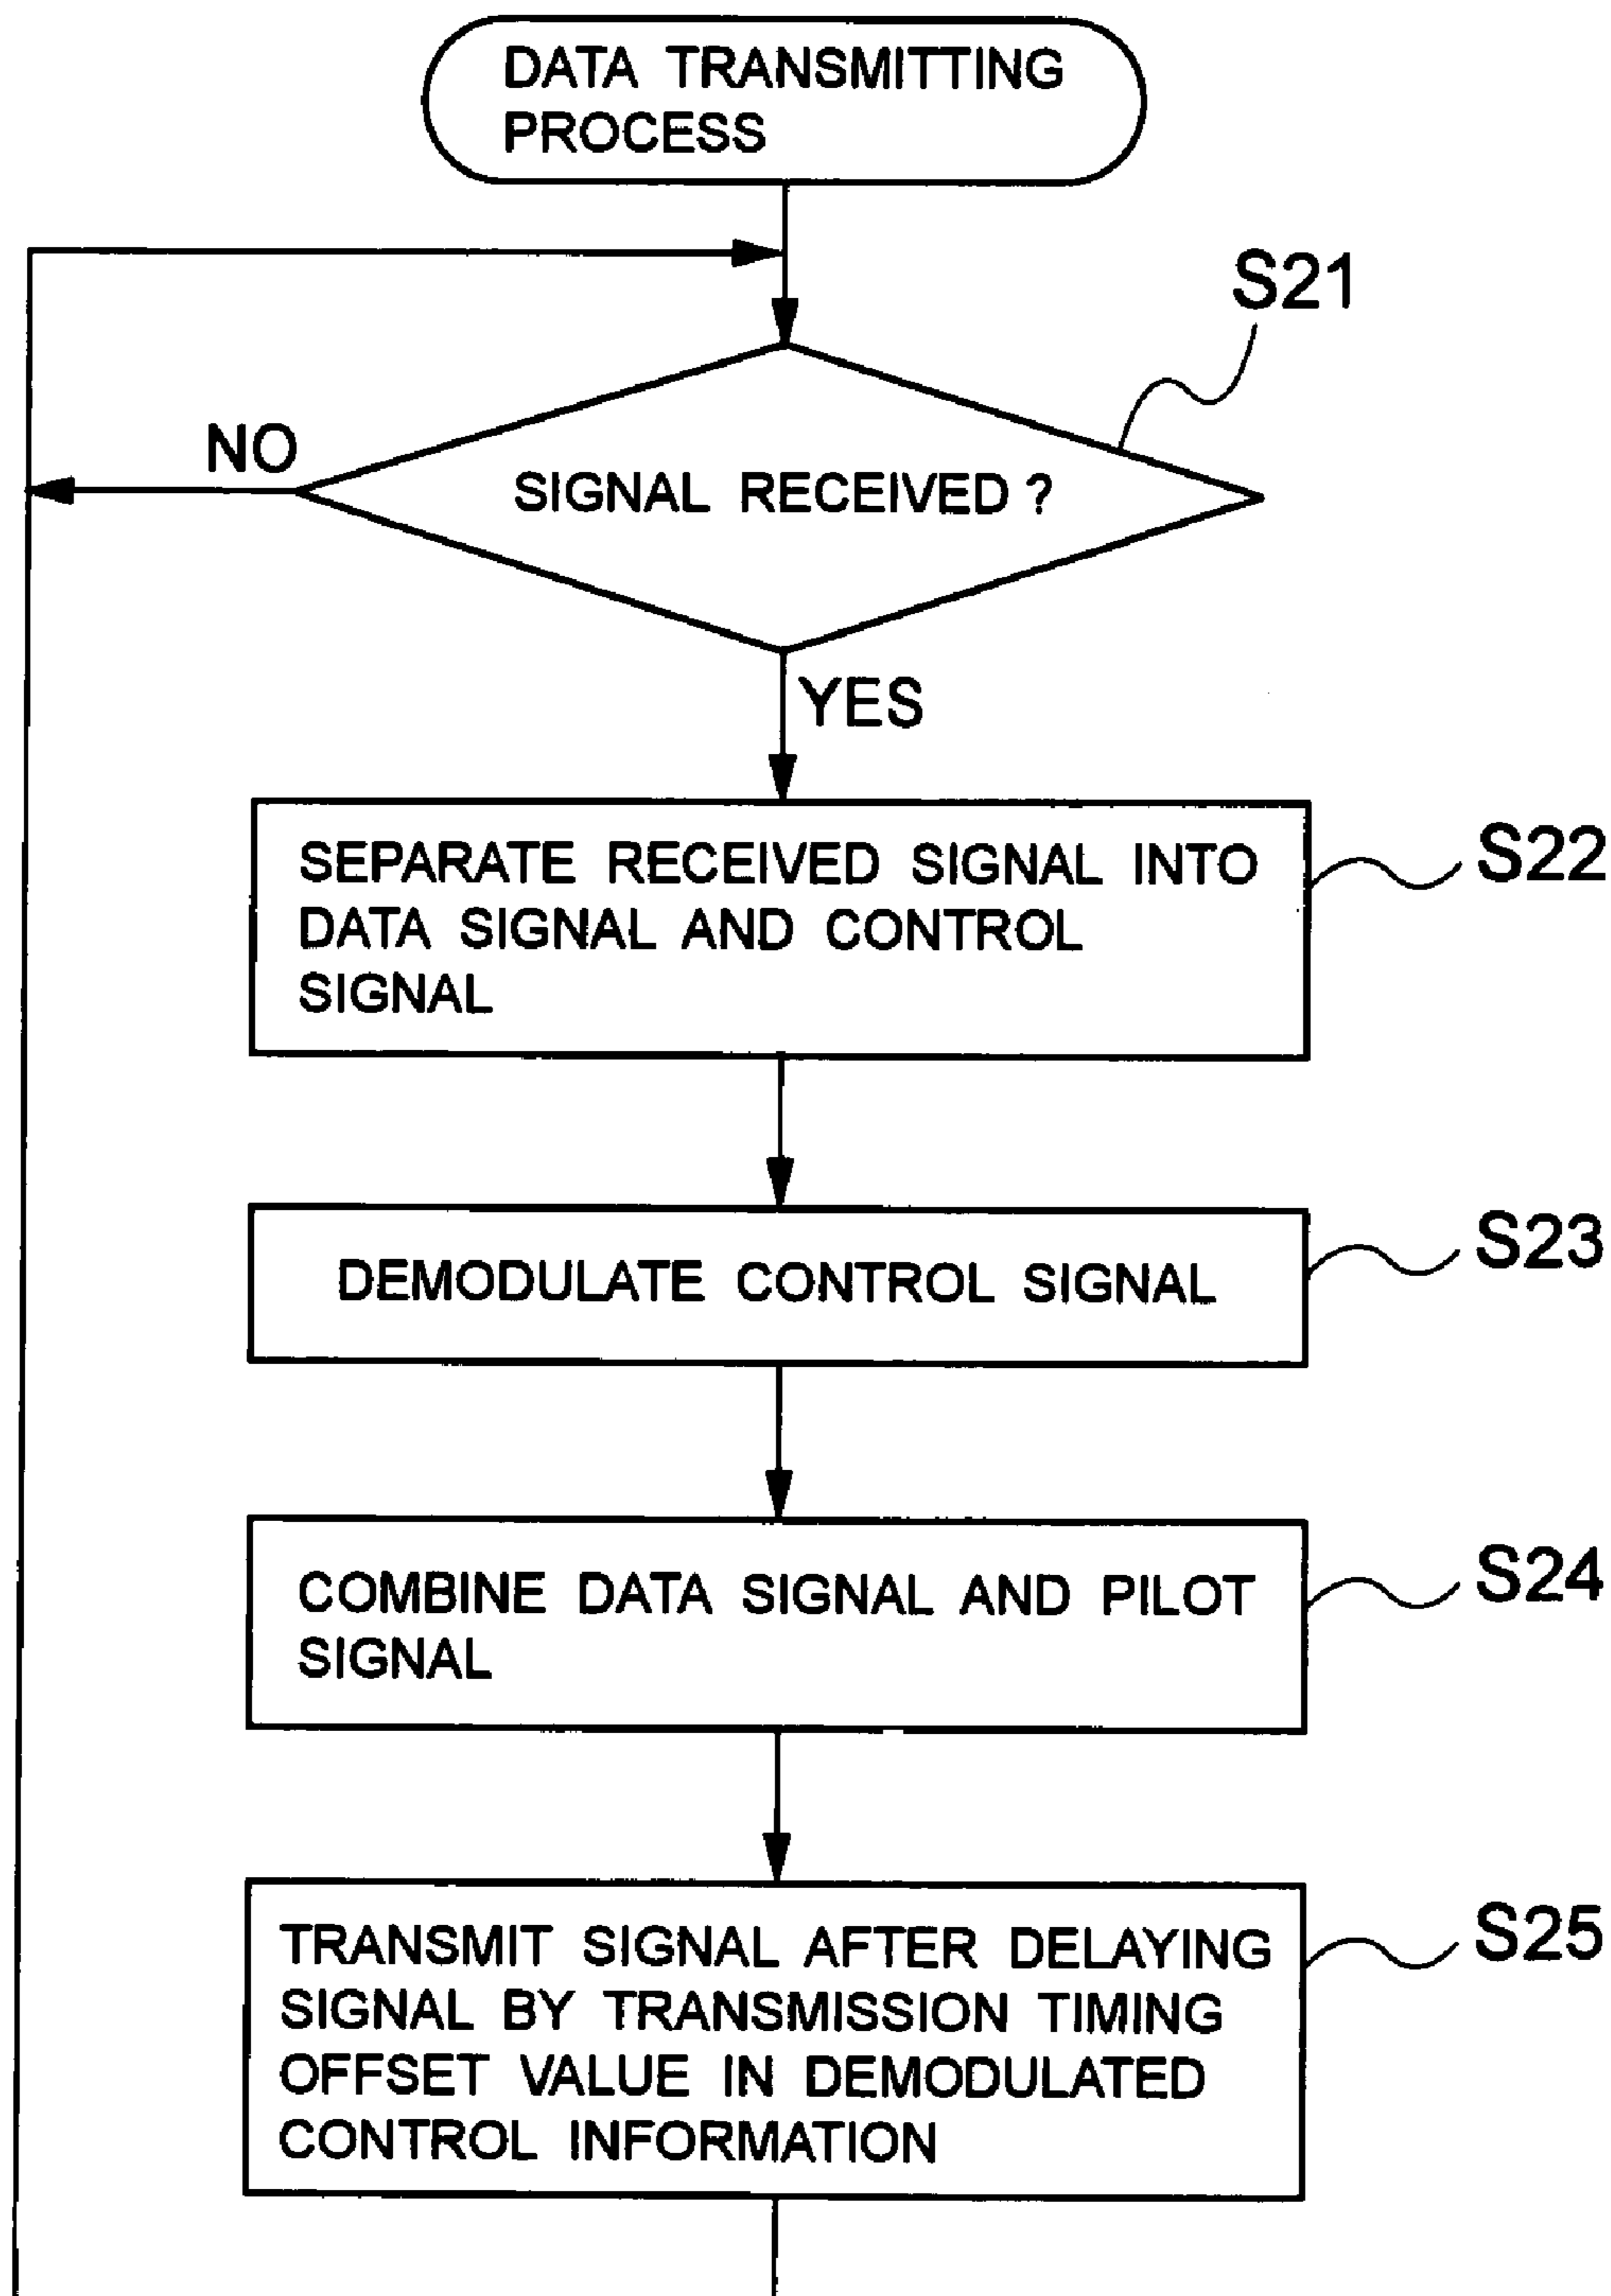 DATA TRANSMITTING
PROCESS
S21
NO
SIGNAL RECEIVED ?
YES
SEPARATE RECEIVED SIGNAL INTO
DATA SIGNAL AND CONTROL
SIGNAL
S22
DEMODULATE CONTROL SIGNAL
S23
COMBINE DATA SIGNAL AND PILOT
SIGNAL
S24
TRANSMIT SIGNAL AFTER DELAYING
SIGNAL BY TRANSMISSION TIMING
OFFSET VALUE IN DEMODULATED
CONTROL INFORMATION
S25